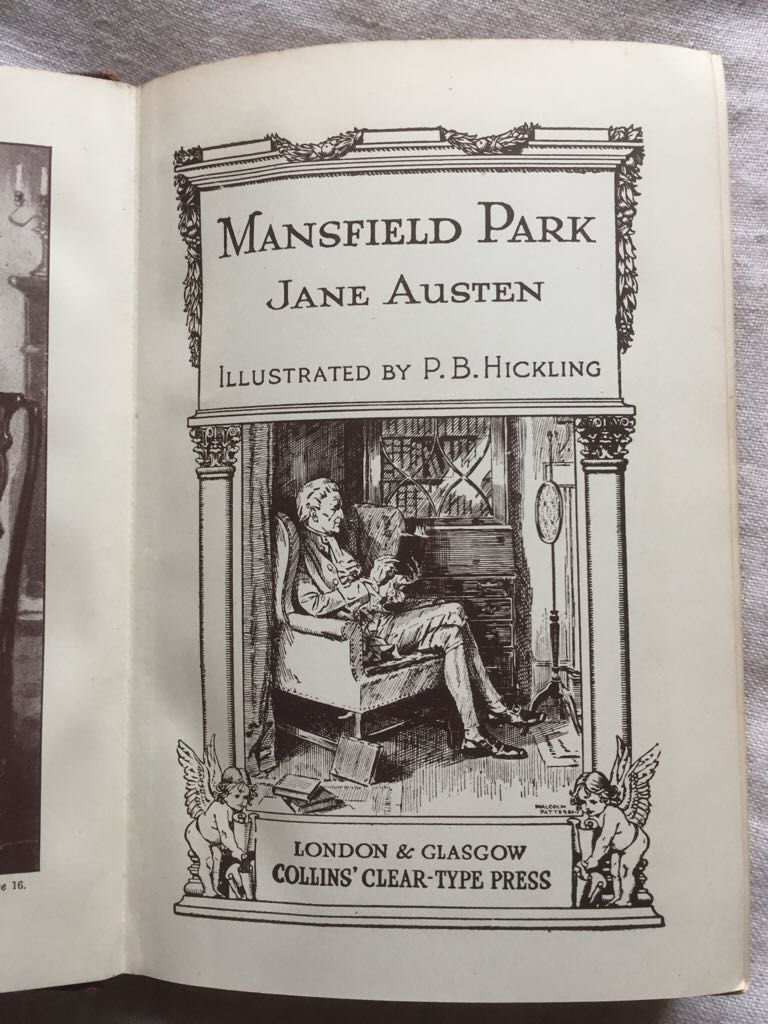 MANSFIELD PARK
JANE AUSTEN
ILLUSTRATED BY P. B. HICKLING
MALCOLM
PATTERSON
LONDON & GLASGOW
COLLINS' CLEAR-TYPE PRESS
16.